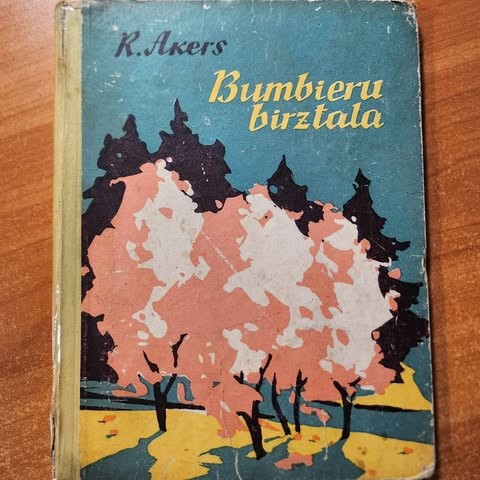 R. Akers
Bumbieru
birztala